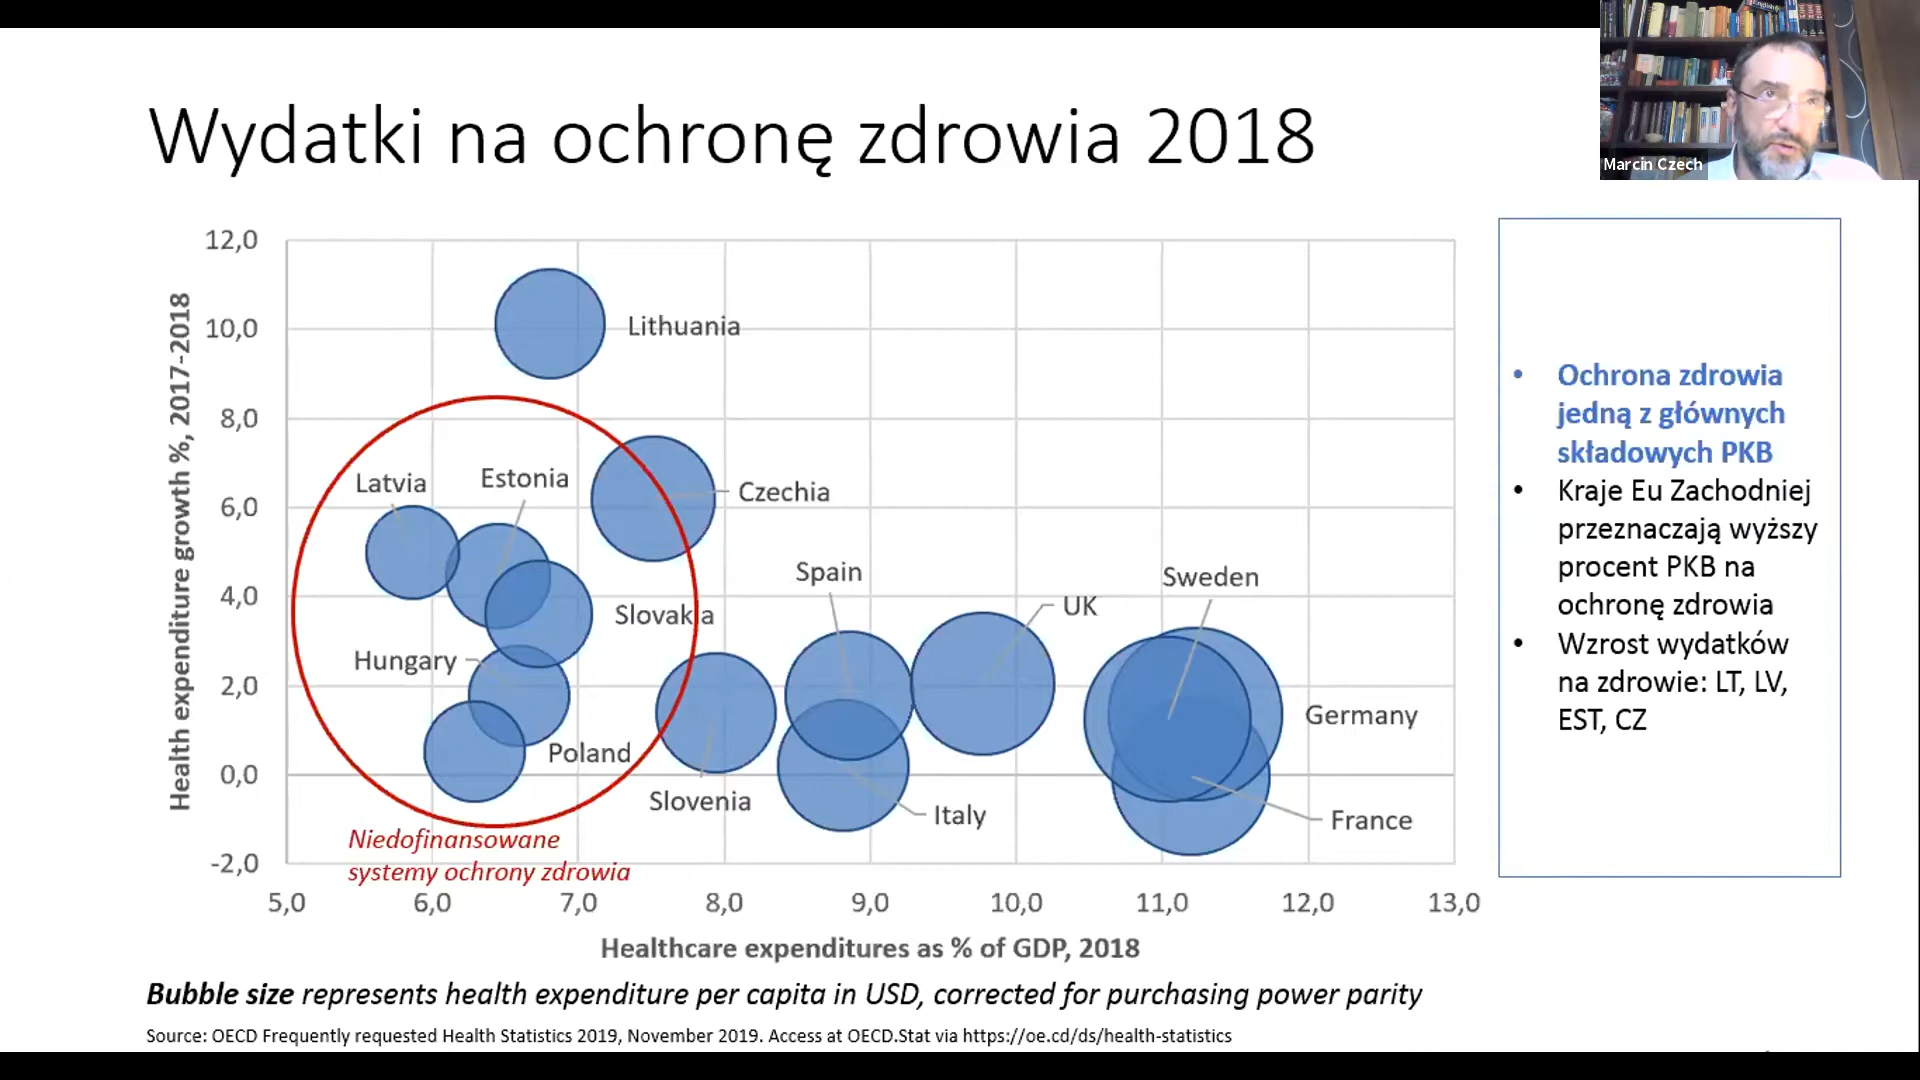 Wydatki na ochronę zdrowia 2018
Marcin Czech
Health expenditure growth %, 2017-2018
12,0
10,0
8,0
6,0
4,0
2,0
0,0
-2,0
Lithuania
Latvia
Estonia
Czechia
Spain
Sweden
UK
Slovakia
Hungary
Germany
Poland
Slovenia
Italy
France
Niedofinansowane
systemy ochrony zdrowia
5,0 6,0 7,0 8,0 9,0 10,0 11,0 12,0 13,0
Healthcare expenditures as % of GDP, 2018
• Ochrona zdrowia
jedną z głównych
składowych PKB
• Kraje Eu Zachodniej
przeznaczają wyższy
procent PKB na
ochronę zdrowia
• Wzrost wydatków
na zdrowie: LT, LV,
EST, CZ
Bubble size represents health expenditure per capita in USD, corrected for purchasing power parity
Source: OECD Frequently requested Health Statistics 2019, November 2019. Access at OECD.Stat via https://oe.cd/ds/health-statistics